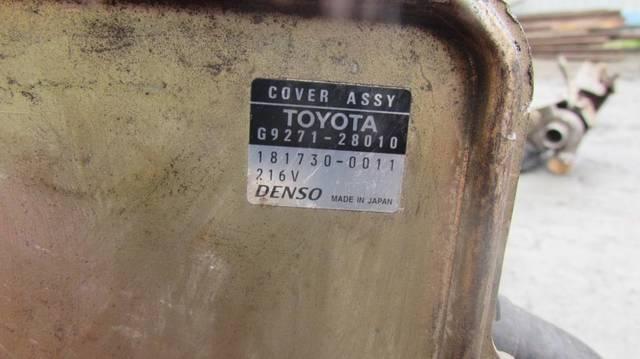 COVER ASSY
TOYOTA
G9271-28010
181730-0011
216V
DENSO MADE IN JAPAN